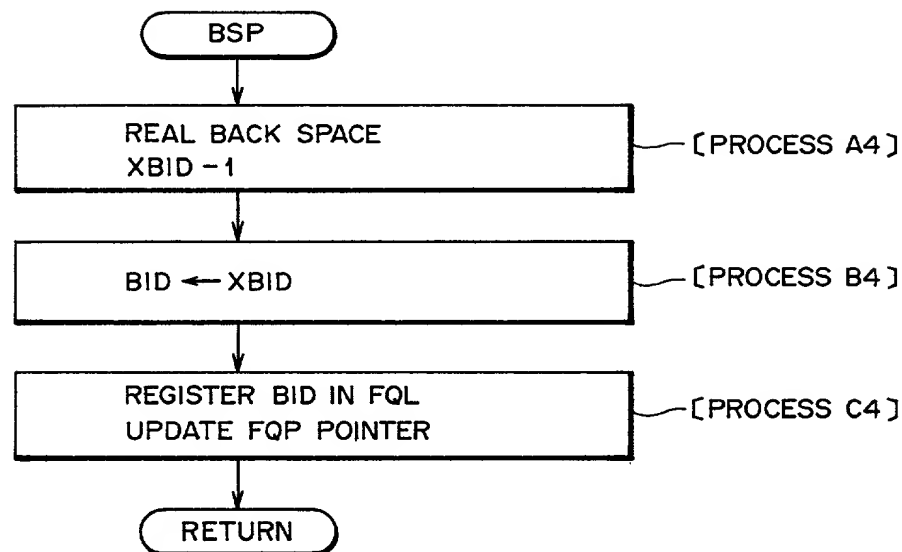 BSP
REAL BACK SPACE
XBID-1
[PROCESS A4]
BID ← XBID
[PROCESS B4]
REGISTER BID IN FQL
UPDATE FQP POINTER
[PROCESS C4]
RETURN